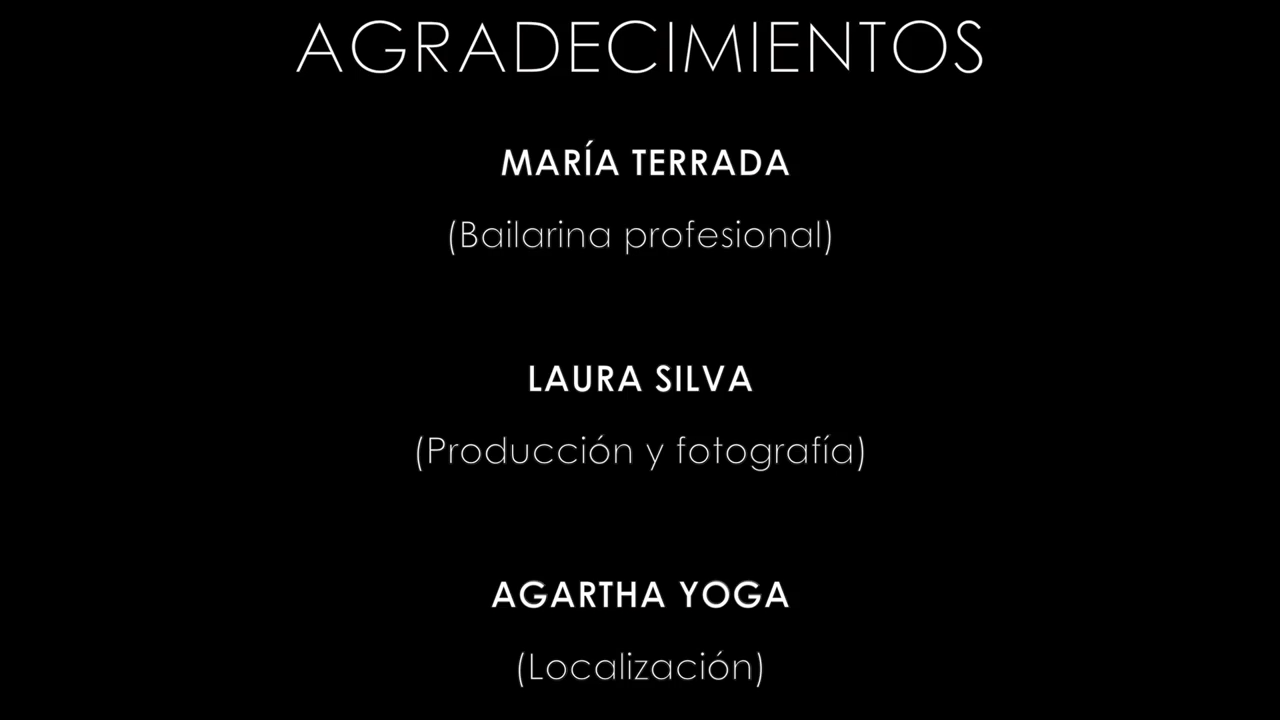 AGRADECIMIENTOS
MARÍA TERRADA
(Bailarina profesional)
LAURA SILVA
(Producción y fotografía)
AGARTHA YOGA
(Localización)